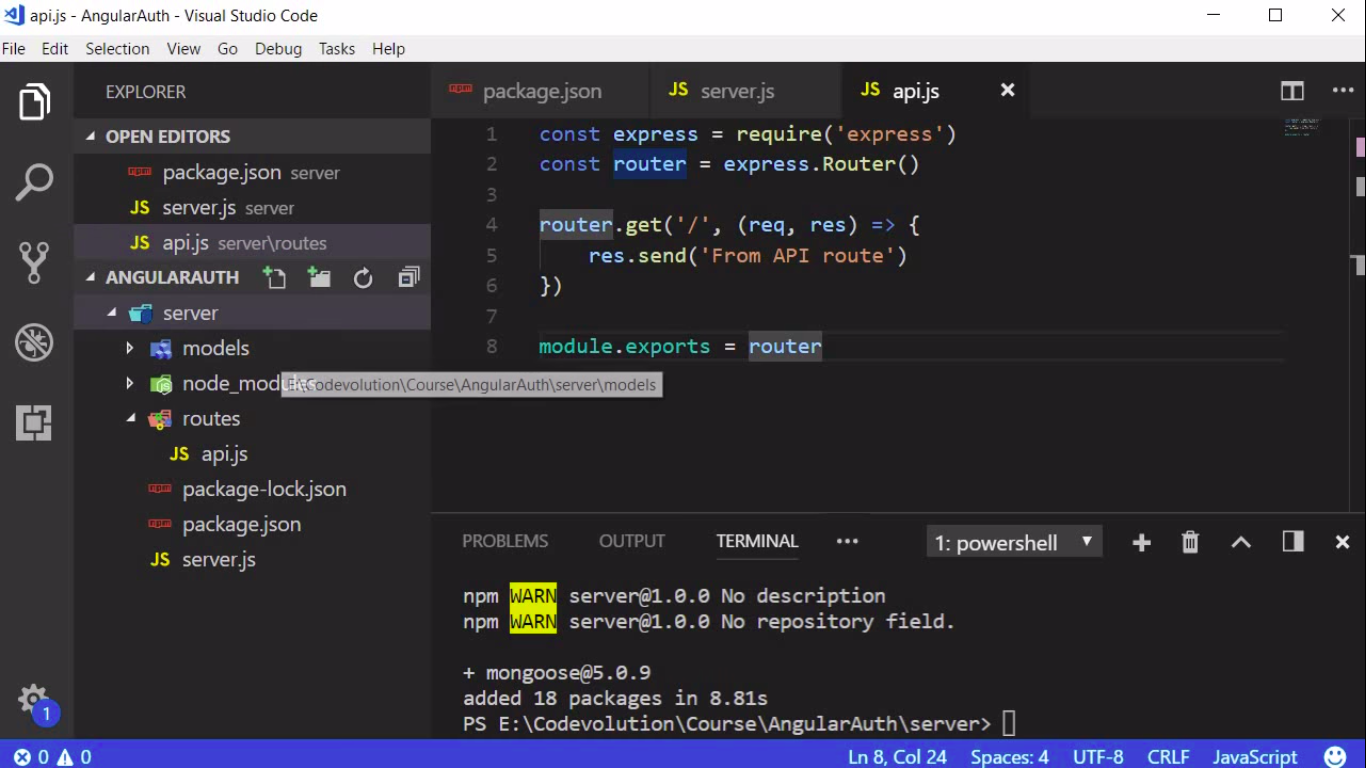 api.js - AngularAuth - Visual Studio Code
File Edit Selection View Go Debug Tasks Help
EXPLORER
OPEN EDITORS
package.json server
JS server.js server
JS api.js server\routes
ANGULARAUTH
server
models
node_modules
E:\Codevolution\Course\AngularAuth\server\models
routes
JS api.js
package-lock.json
package.json
JS server.js
1
package.json JS server.js JS api.js
1 const express = require('express')
2 const router = express.Router()
3
4 router.get('/', (req, res) => {
5 res.send('From API route')
6 })
7
8 module.exports = router
PROBLEMS OUTPUT TERMINAL 1: powershell
npm WARN server@1.0.0 No description
npm WARN server@1.0.0 No repository field.
+ mongoose@5.0.9
added 18 packages in 8.81s
PS E:\Codevolution\Course\AngularAuth\server>
0 0 Ln 8, Col 24 Spaces: 4 UTF-8 CRLF JavaScript